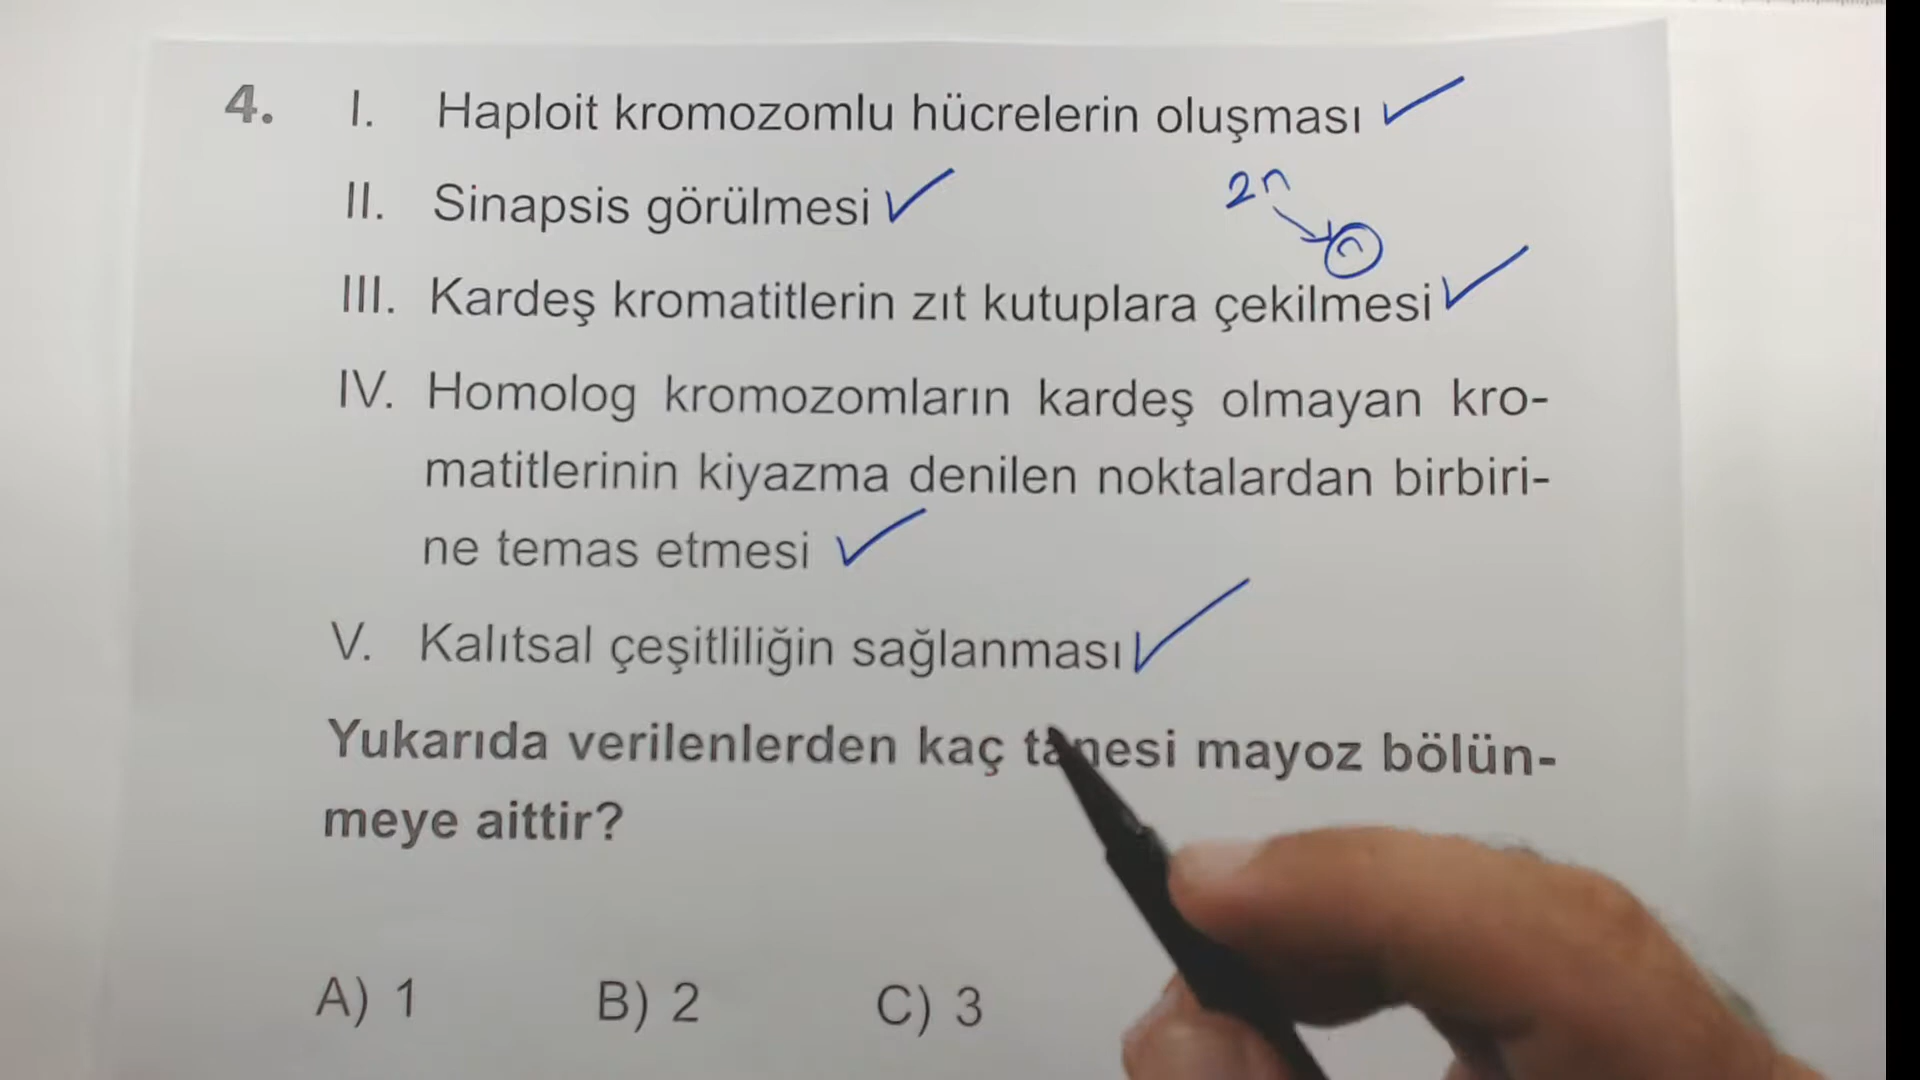 4. I. Haploit kromozomlu hücrelerin oluşması
II. Sinapsis görülmesi
2n
n
III. Kardeş kromatitlerin zıt kutuplara çekilmesi
IV. Homolog kromozomların kardeş olmayan kro-
matitlerinin kiyazma denilen noktalardan birbiri-
ne temas etmesi
V. Kalıtsal çeşitliliğin sağlanması
Yukarıda verilenlerden kaç tanesi mayoz bölün-
meye aittir?
A) 1 B) 2 C) 3